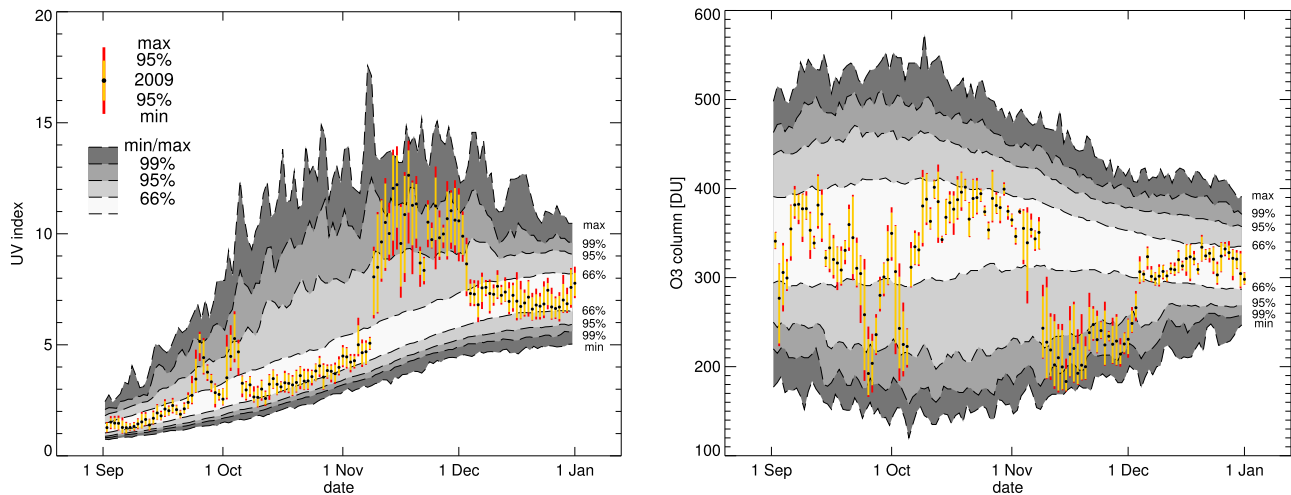 20
15
10
5
0
UV index
max
95%
2009
95%
min
min/max
99%
95%
66%
max
99%
95%
66%
66%
95%
99%
min
1 Sep
1 Oct
1 Nov
1 Dec
1 Jan
date
600
500
400
300
200
100
O3 column [DU]
max
99%
95%
66%
66%
95%
99%
min
1 Sep
1 Oct
1 Nov
1 Dec
1 Jan
date